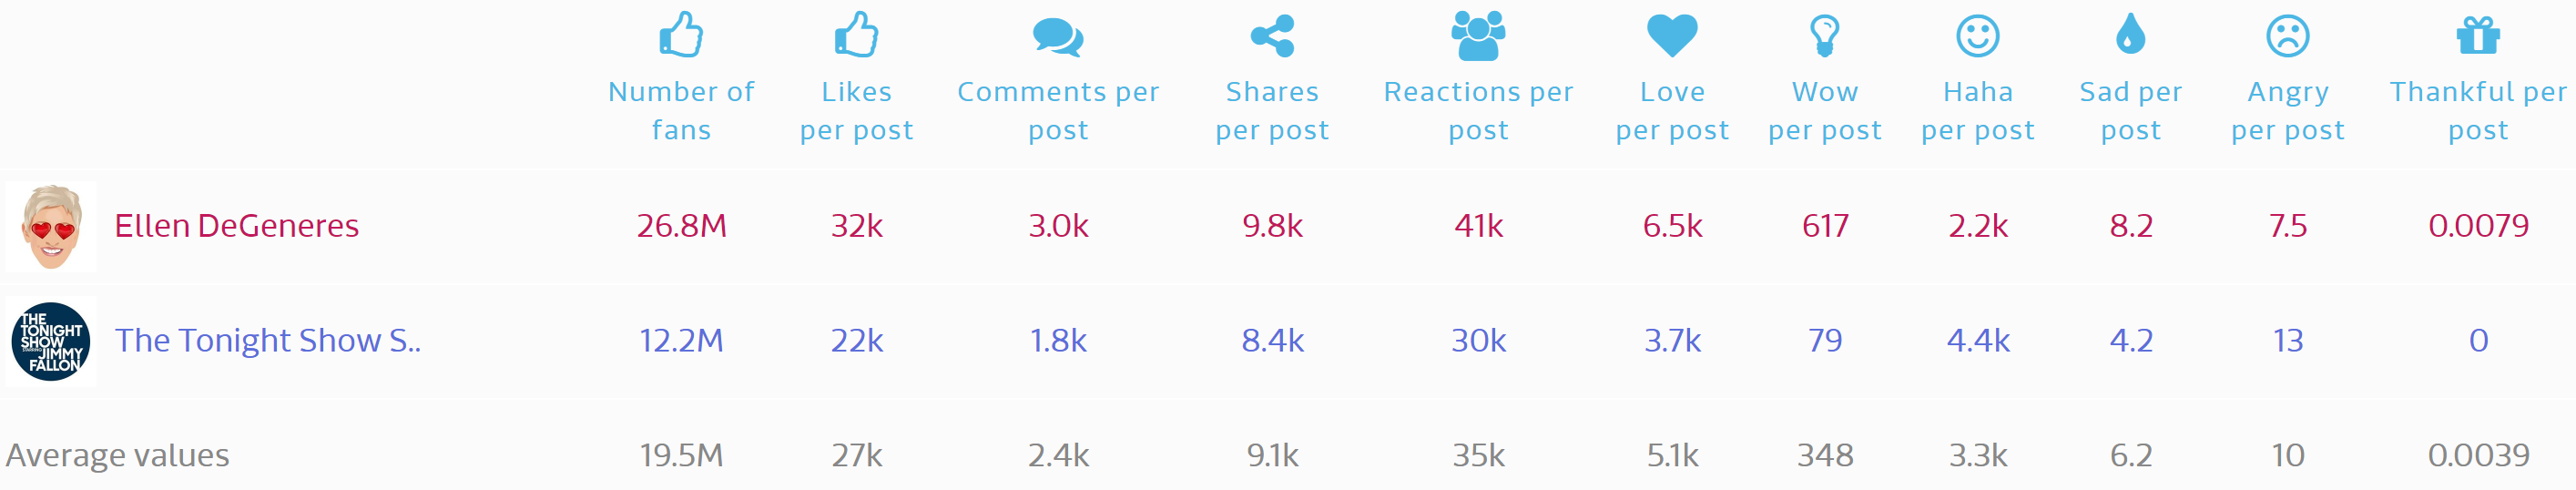 Number of fans
Likes per post
Comments per post
Shares per post
Reactions per post
Love per post
Wow per post
Haha per post
Sad per post
Angry per post
Thankful per post
Ellen DeGeneres 26.8M 32k 3.0k 9.8k 41k 6.5k 617 2.2k 8.2 7.5 0.0079
THE
TONIGHT
SHOW
STARRING
JIMMY
FALLON
The Tonight Show S.. 12.2M 22k 1.8k 8.4k 30k 3.7k 79 4.4k 4.2 13 0
Average values 19.5M 27k 2.4k 9.1k 35k 5.1k 348 3.3k 6.2 10 0.0039